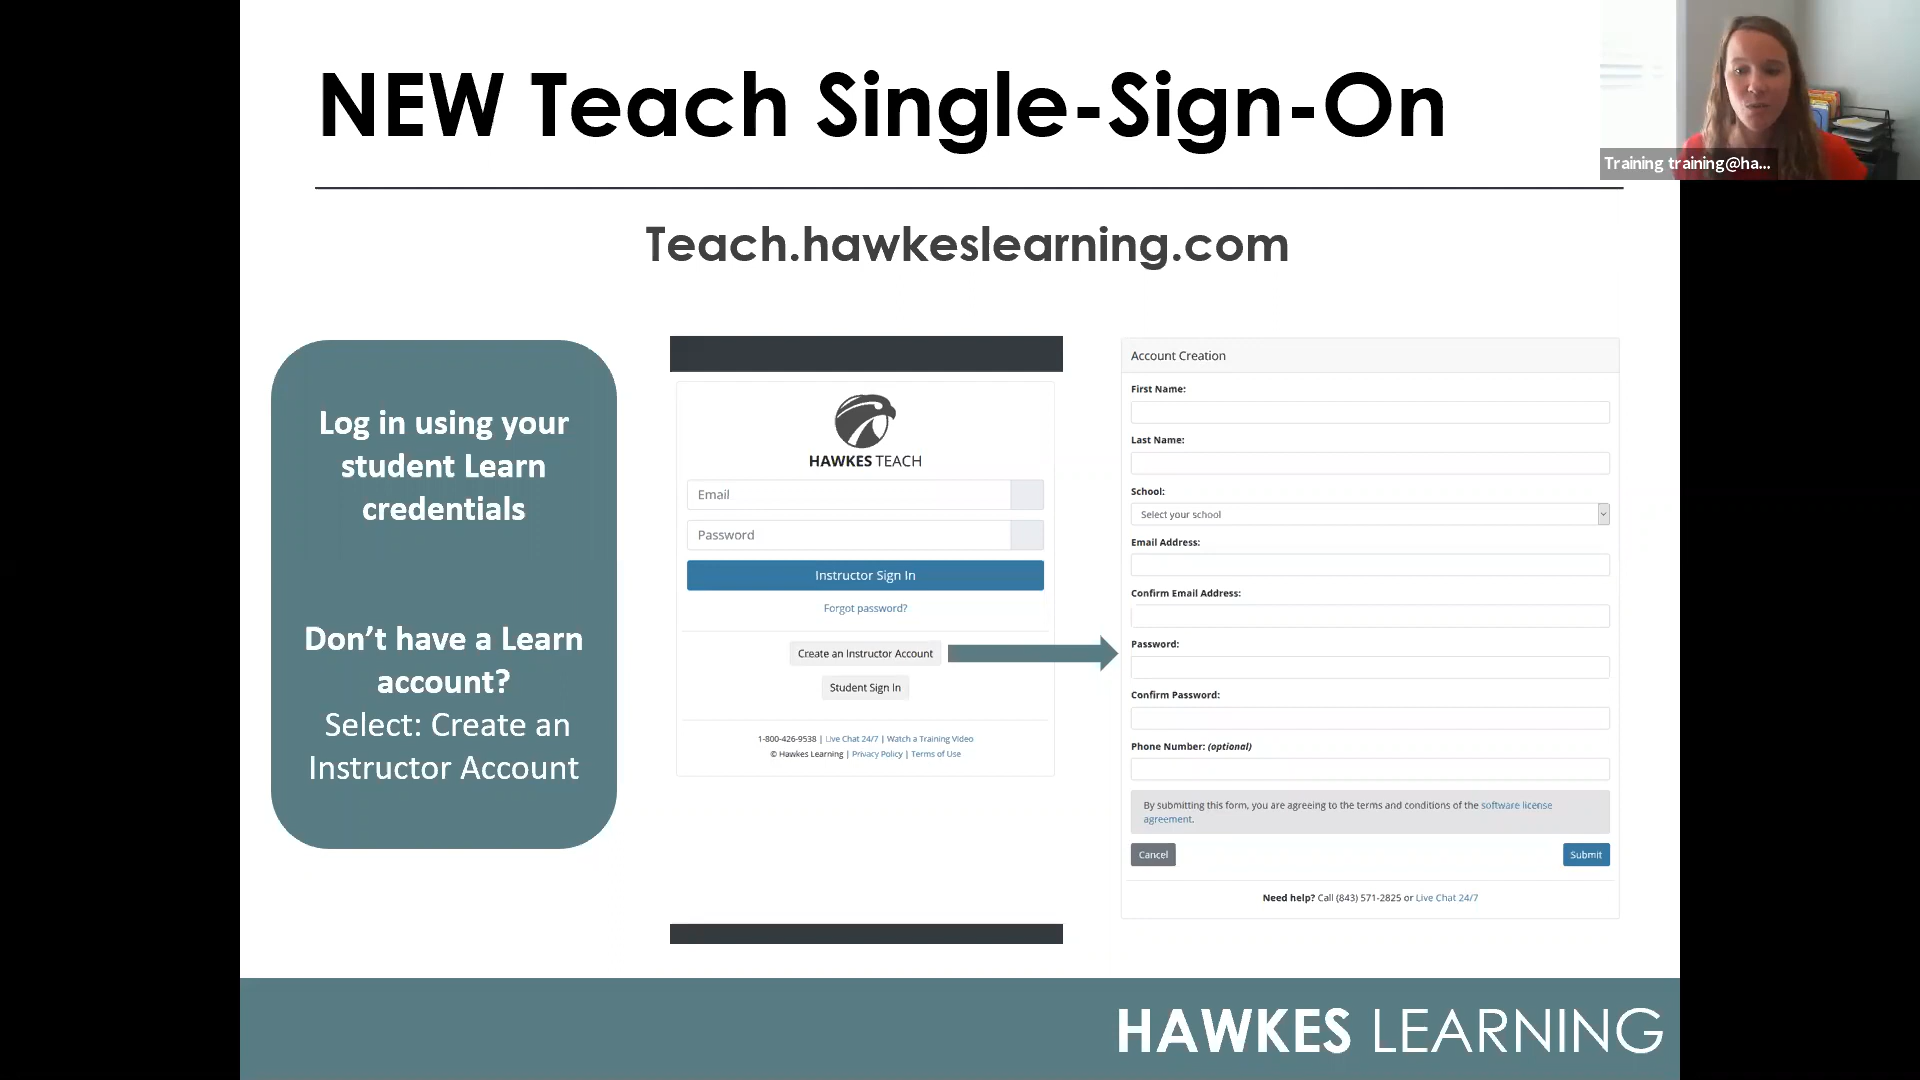 NEW Teach Single-Sign-On
Training training@ha...
Teach.hawkeslearning.com
Log in using your
student Learn
credentials
Don't have a Learn
account?
Select: Create an
Instructor Account
HAWKES TEACH
Email
Password
Instructor Sign In
Forgot password?
Create an Instructor Account
Student Sign In
1-800-426-9538 | Live Chat 24/7 | Watch a Training Video
© Hawkes Learning | Privacy Policy | Terms of Use
Account Creation
First Name:
Last Name:
School:
Select your school
Email Address:
Confirm Email Address:
Password:
Confirm Password:
Phone Number: (optional)
By submitting this form, you are agreeing to the terms and conditions of the software license
agreement.
Cancel
Submit
Need help? Call (843) 571-2825 or Live Chat 24/7
HAWKES LEARNING